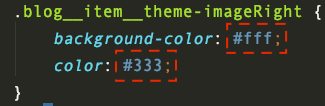 .blog__item__theme-imageRight {
background-color: #fff;
color: #333;
}